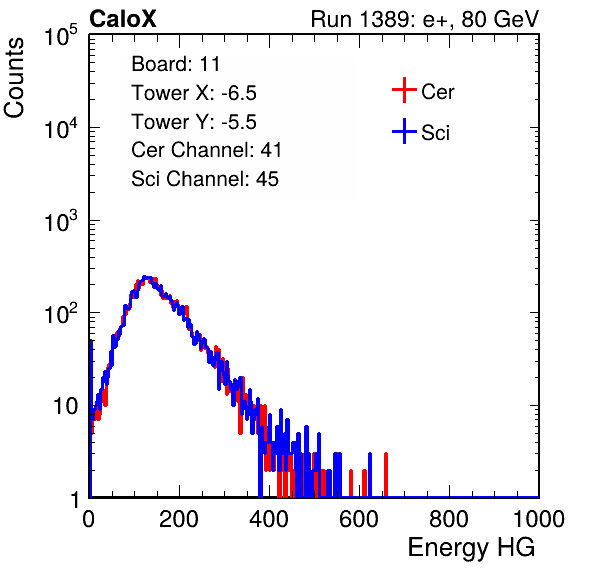 CaloX Run 1389: e+, 80 GeV
Counts
Board: 11
Tower X: -6.5
Tower Y: -5.5
Cer Channel: 41
Sci Channel: 45
Cer
Sci
10^5
10^4
10^3
10^2
10
1
0 200 400 600 800 1000
Energy HG